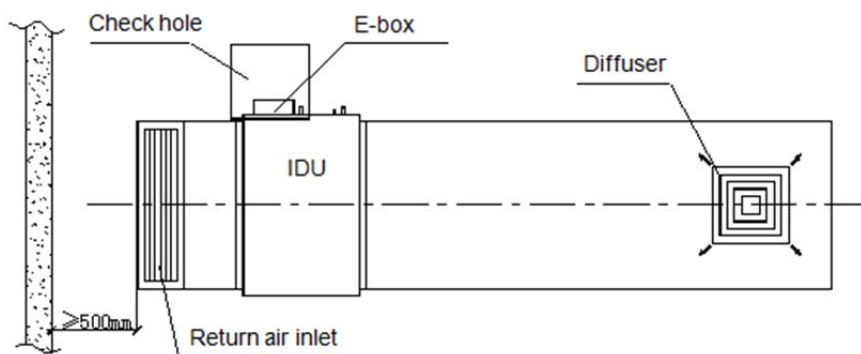 Check hole
E-box
Diffuser
IDU
≥500mm
Return air inlet